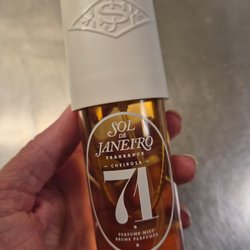 SOL
DE
JANEIRO
FRAGRANCE
CHEIROSA
71
PERFUME MIST
BRUME PARFUMÉE